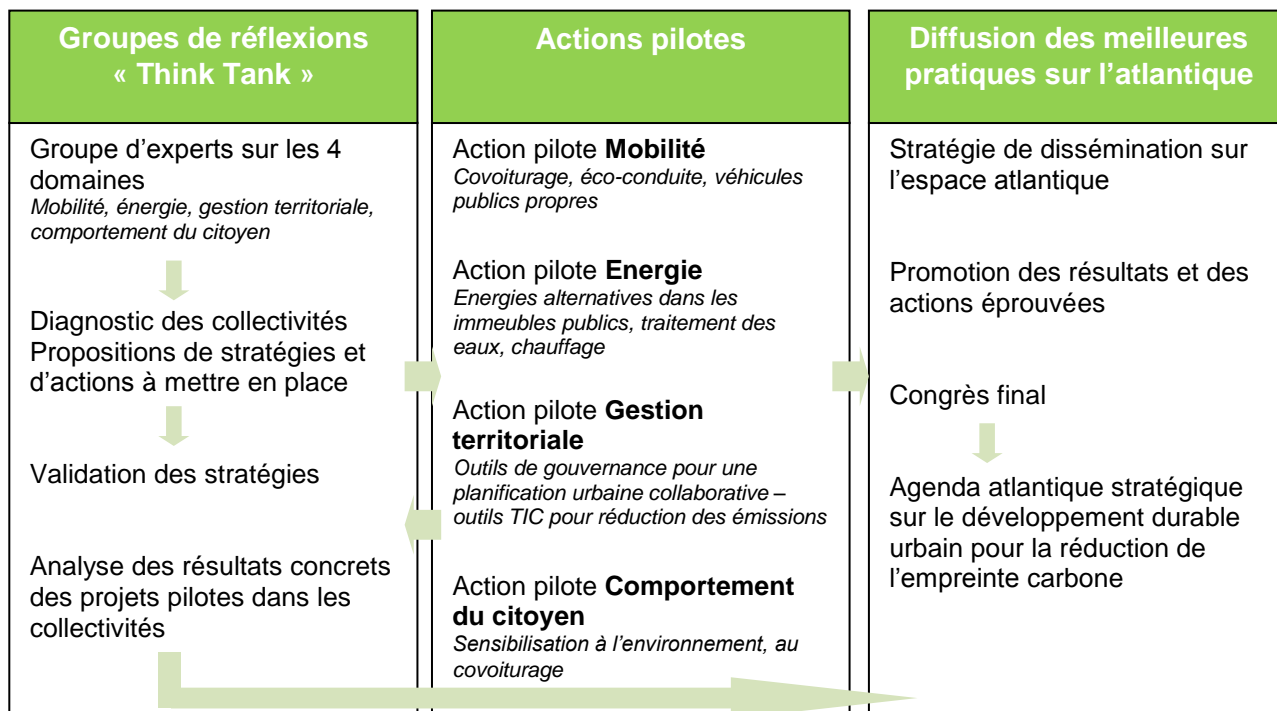 Groupes de réflexions
« Think Tank »
Groupe d’experts sur les 4
domaines
Mobilité, énergie, gestion territoriale,
comportement du citoyen
Diagnostic des collectivités
Propositions de stratégies et
d’actions à mettre en place
Validation des stratégies
Analyse des résultats concrets
des projets pilotes dans les
collectivités
Actions pilotes
Action pilote Mobilité
Covoiturage, éco-conduite, véhicules
publics propres
Action pilote Energie
Energies alternatives dans les
immeubles publics, traitement des
eaux, chauffage
Action pilote Gestion
territoriale
Outils de gouvernance pour une
planification urbaine collaborative –
outils TIC pour réduction des émissions
Action pilote Comportement
du citoyen
Sensibilisation à l’environnement, au
covoiturage
Diffusion des meilleures
pratiques sur l’atlantique
Stratégie de dissémination sur
l’espace atlantique
Promotion des résultats et des
actions éprouvées
Congrès final
Agenda atlantique stratégique
sur le développement durable
urbain pour la réduction de
l’empreinte carbone